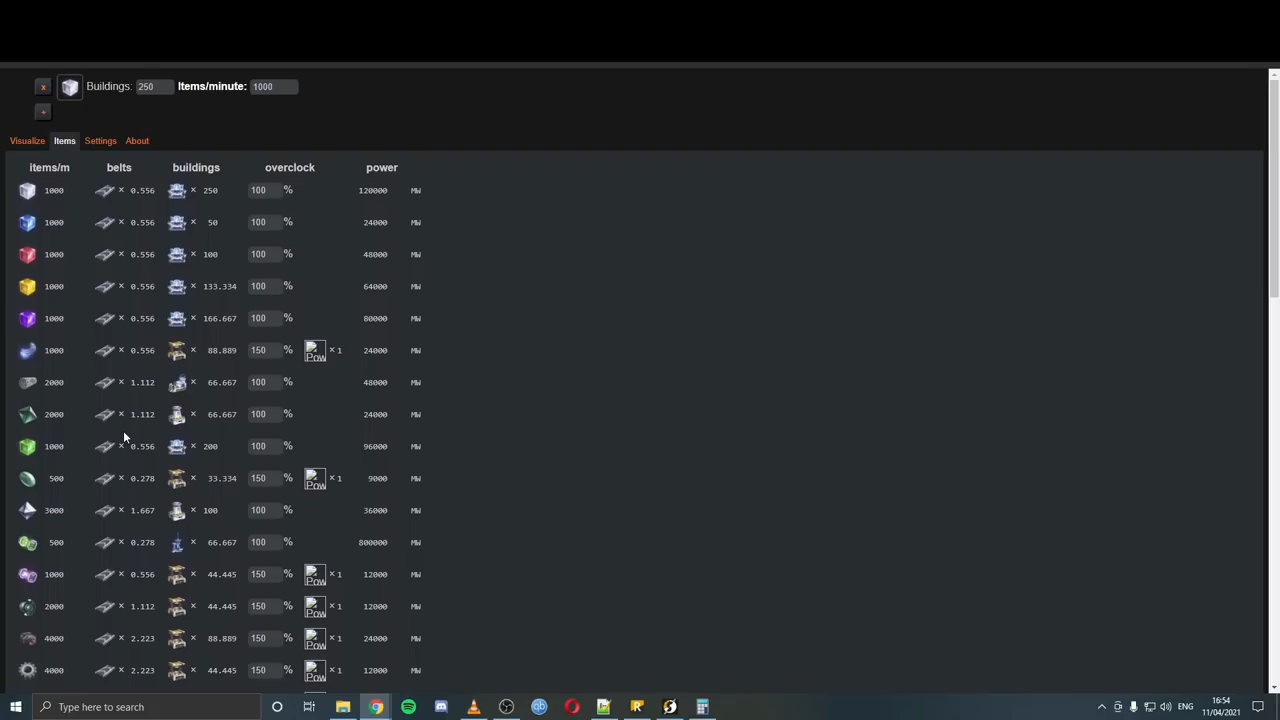 x Buildings: 250 Items/minute: 1000
+
Visualize Items Settings About
items/m belts buildings overclock power
1000 × 0.556 × 250 100 % 120000 MW
1000 × 0.556 × 50 100 % 24000 MW
1000 × 0.556 × 100 100 % 48000 MW
1000 × 0.556 × 133.334 100 % 64000 MW
1000 × 0.556 × 166.667 100 % 80000 MW
1000 × 0.556 × 88.889 150 % Pow × 1 24000 MW
2000 × 1.112 × 66.667 100 % 48000 MW
2000 × 1.112 × 66.667 100 % 24000 MW
1000 × 0.556 × 200 100 % 96000 MW
500 × 0.278 × 33.334 150 % Pow × 1 9000 MW
3000 × 1.667 × 100 100 % 36000 MW
500 × 0.278 × 66.667 100 % 800000 MW
1000 × 0.556 × 44.445 150 % Pow × 1 12000 MW
2000 × 1.112 × 44.445 150 % Pow × 1 12000 MW
4000 × 2.223 × 88.889 150 % Pow × 1 24000 MW
4000 × 2.223 × 44.445 150 % Pow × 1 12000 MW
Type here to search
ENG
16:54
11/04/2021